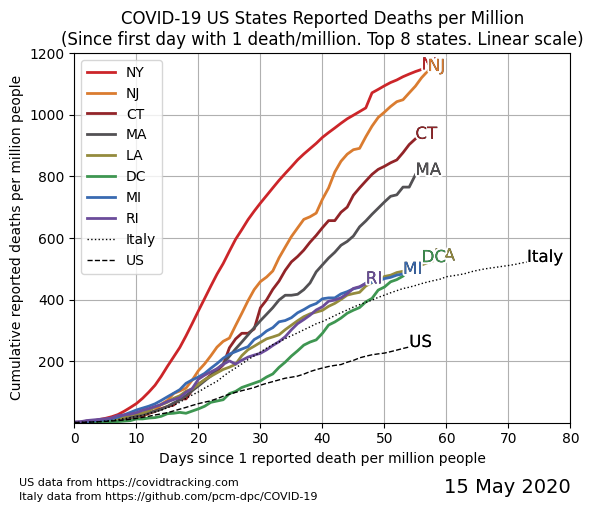 COVID-19 US States Reported Deaths per Million
(Since first day with 1 death/million. Top 8 states. Linear scale)
Cumulative reported deaths per million people
1200
1000
800
600
400
200
NY
NJ
CT
MA
LA
DC
MI
RI
Italy
US
NJ
CT
MA
DC
MI
RI
Italy
US
0 10 20 30 40 50 60 70 80
Days since 1 reported death per million people
US data from https://covidtracking.com
Italy data from https://github.com/pcm-dpc/COVID-19
15 May 2020